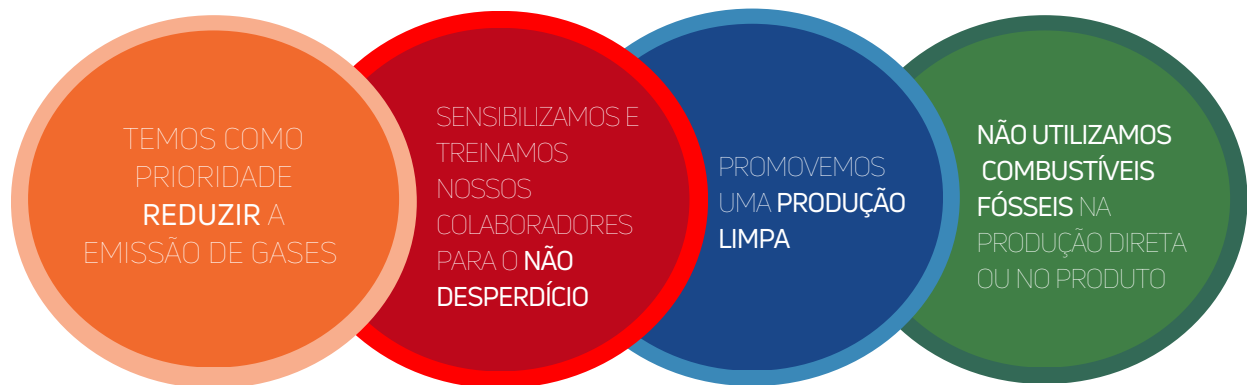 TEMOS COMO
PRIORIDADE
REDUZIR A
EMISSÃO DE GASES
SENSIBILIZAMOS E
TREINAMOS
NOSSOS
COLABORADORES
PARA O NÃO
DESPERDÍCIO
PROMOVEMOS
UMA PRODUÇÃO
LIMPA
NÃO UTILIZAMOS
COMBUSTÍVEIS
FÓSSEIS NA
PRODUÇÃO DIRETA
OU NO PRODUTO